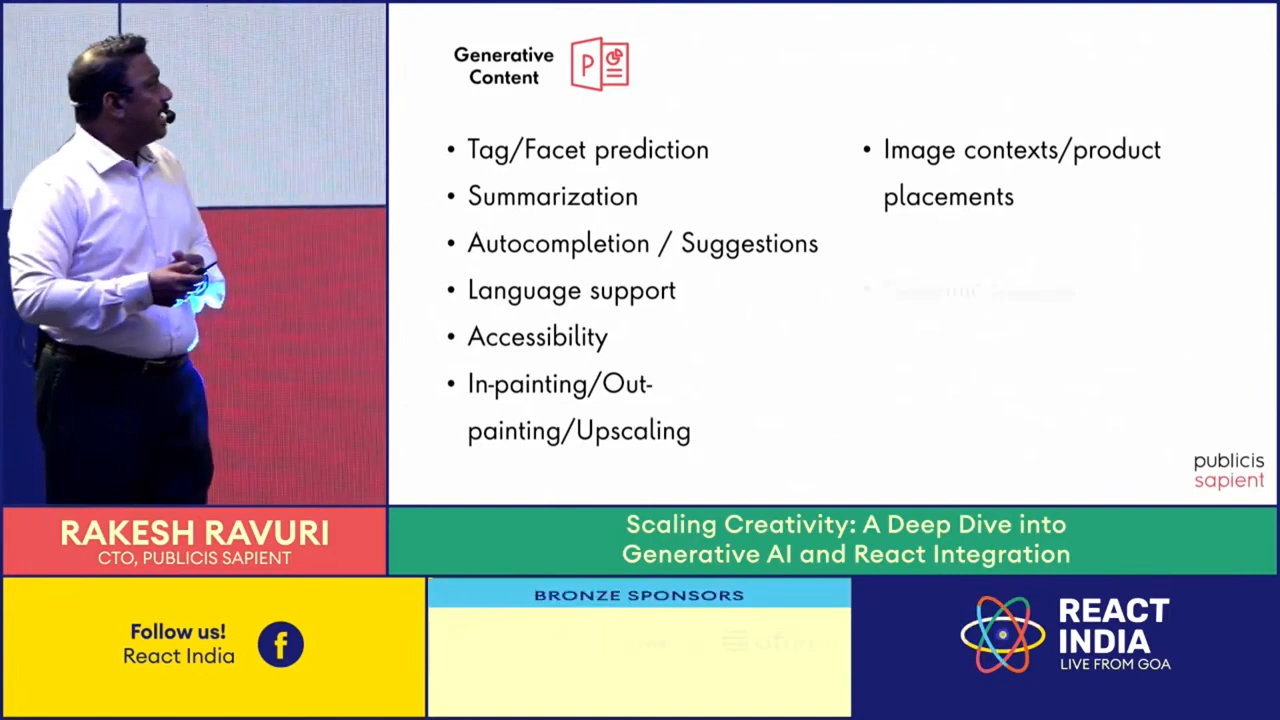 Generative
Content
P
• Tag/Facet prediction
• Summarization
• Autocompletion / Suggestions
• Language support
• Accessibility
• In-painting/Out-
painting/Upscaling
• Image contexts/product
placements
publicis
sapient
RAKESH RAVURI
CTO, PUBLICIS SAPIENT
Scaling Creativity: A Deep Dive into
Generative AI and React Integration
Follow us!
React India
f
BRONZE SPONSORS
REACT
INDIA
LIVE FROM GOA